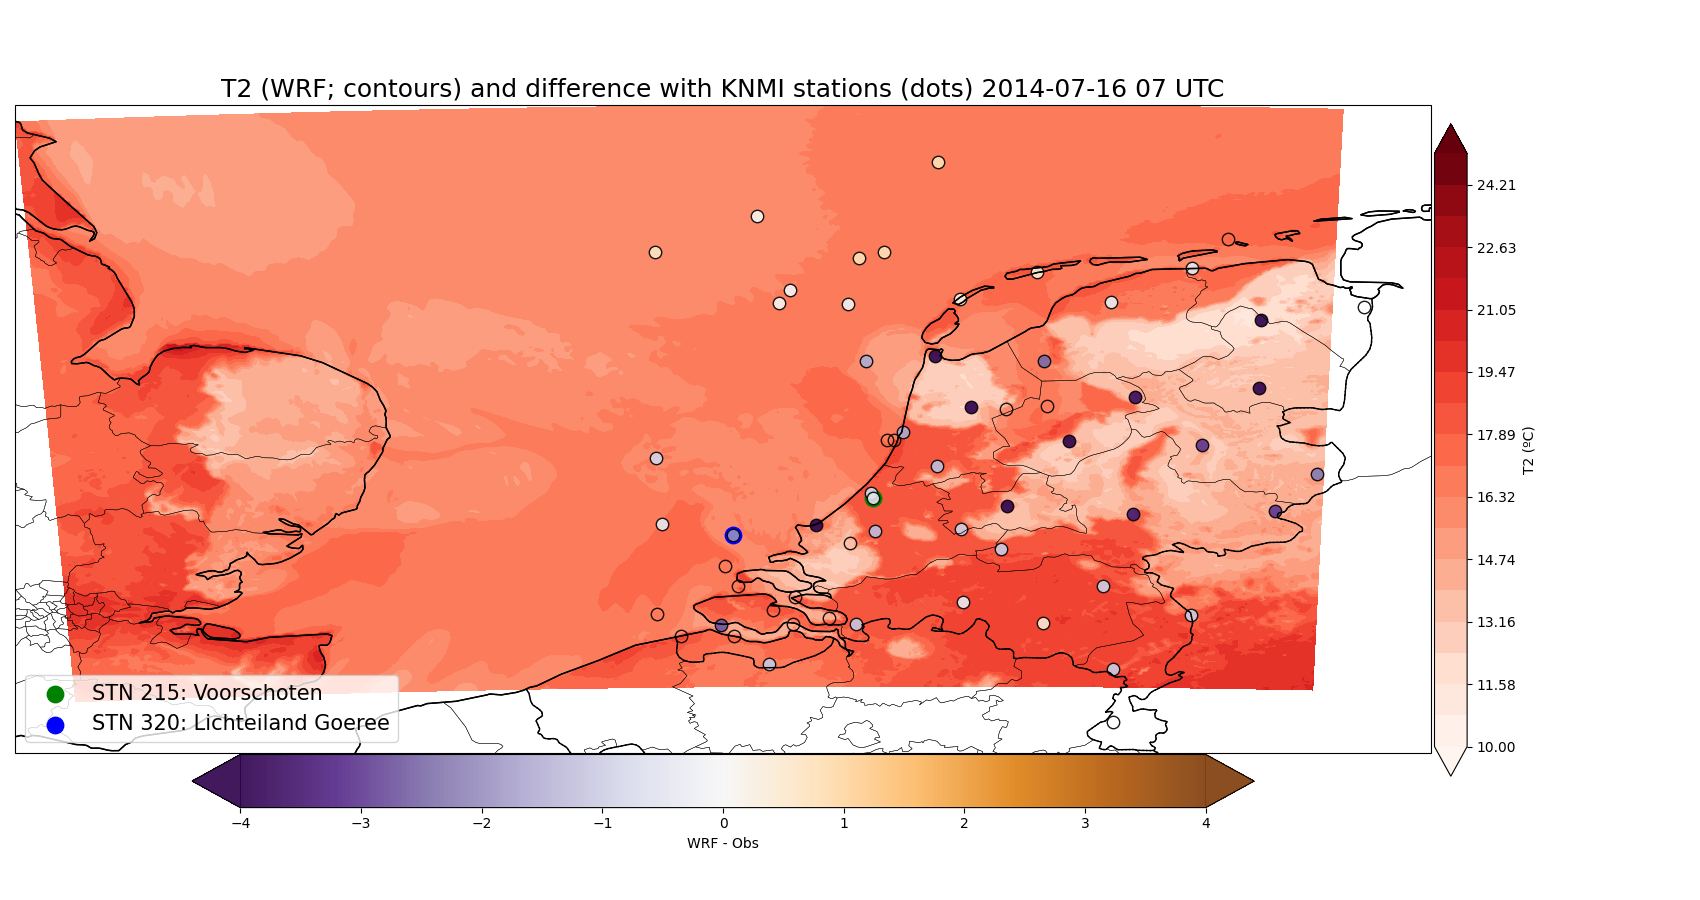 T2 (WRF; contours) and difference with KNMI stations (dots) 2014-07-16 07 UTC
24.21
22.63
21.05
19.47
17.89
16.32
14.74
13.16
11.58
10.00
T2 (ºC)
STN 215: Voorschoten
STN 320: Lichteiland Goeree
−4 −3 −2 −1 0 1 2 3 4
WRF - Obs